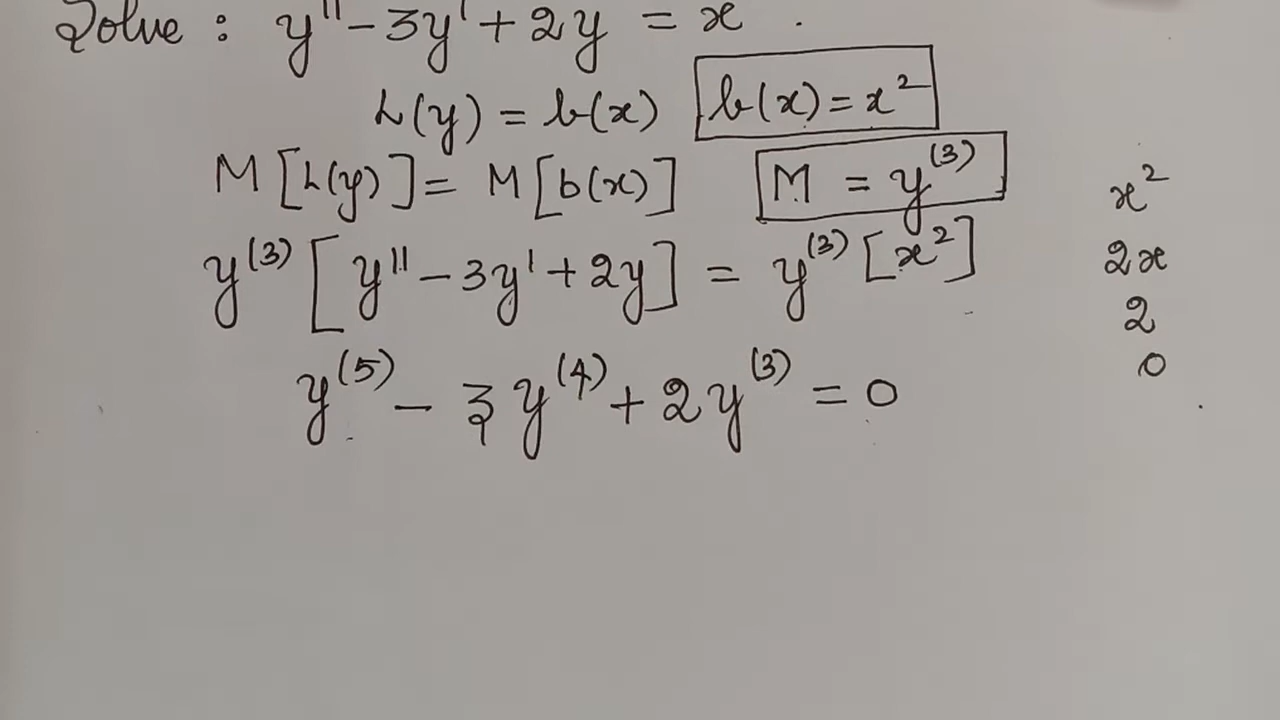 Solve : y'' - 3y' + 2y = x .
L(y) = b(x) b(x) = x²
M [L(y)] = M [b(x)] M = y⁽³⁾
y⁽³⁾ [y'' - 3y' + 2y] = y⁽³⁾ [x²]
y⁽⁵⁾ - 3y⁽⁴⁾ + 2y⁽³⁾ = 0
x²
2x
2
0